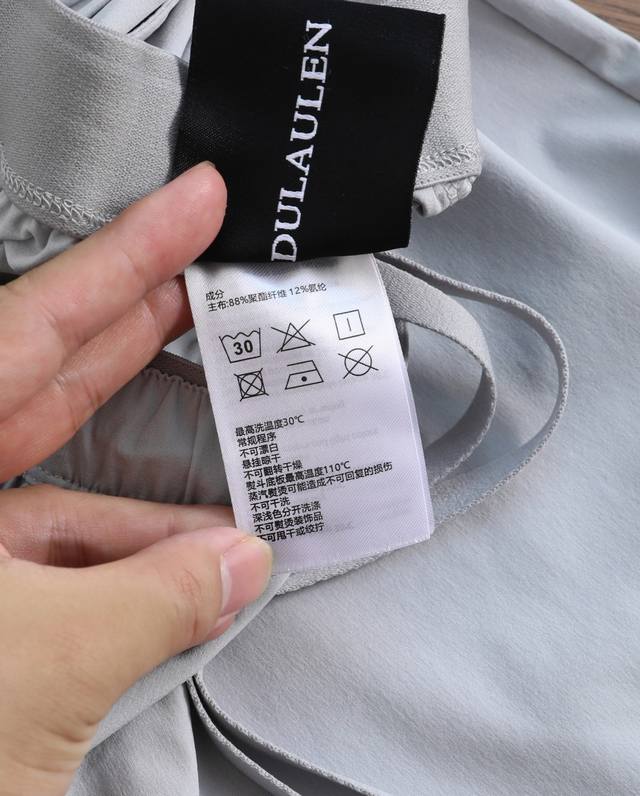 DULAULEN
成分
主布:88%聚酯纤维 12%氨纶
30
最高洗温度30℃
常规程序
不可漂白
悬挂晾干
不可翻转干燥
熨斗底板最高温度110℃
蒸汽熨烫可能造成不可回复的损伤
不可干洗
深浅色分开洗涤
不可熨烫装饰品
不可甩干或绞拧